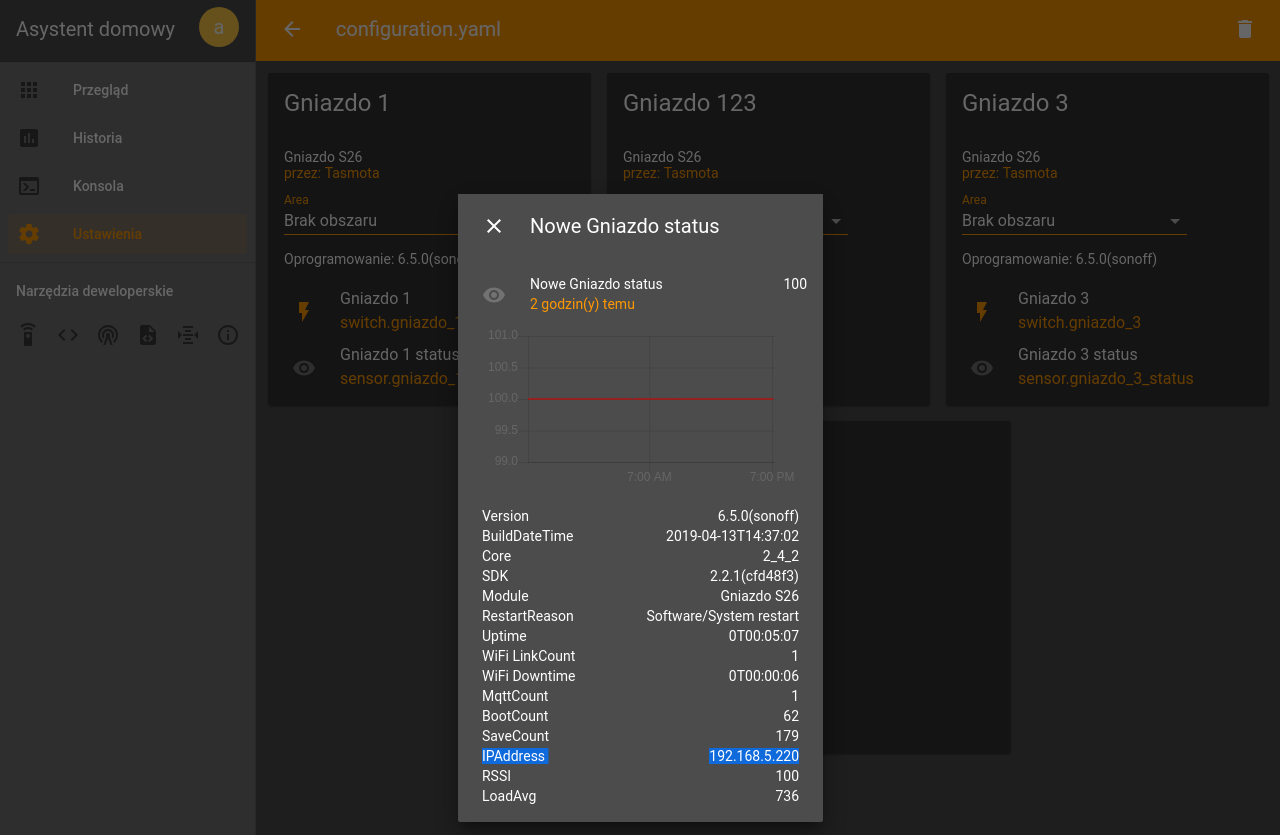 Asystent domowy
a
Przegląd
Historia
Konsola
Ustawienia
Narzędzia deweloperskie
configuration.yaml
Gniazdo 1
Gniazdo S26
przez: Tasmota
Area
Brak obszaru
Oprogramowanie: 6.5.0(sono
Gniazdo 1
switch.gniazdo_
Gniazdo 1 status
sensor.gniazdo_
Gniazdo 123
Gniazdo S26
przez: Tasmota
Gniazdo 3
Gniazdo S26
przez: Tasmota
Area
Brak obszaru
Oprogramowanie: 6.5.0(sonoff)
Gniazdo 3
switch.gniazdo_3
Gniazdo 3 status
sensor.gniazdo_3_status
Nowe Gniazdo status
Nowe Gniazdo status 100
2 godzin(y) temu
101.0
100.5
100.0
99.5
99.0
7:00 AM 7:00 PM
Version 6.5.0(sonoff)
BuildDateTime 2019-04-13T14:37:02
Core 2_4_2
SDK 2.2.1(cfd48f3)
Module Gniazdo S26
RestartReason Software/System restart
Uptime 0T00:05:07
WiFi LinkCount 1
WiFi Downtime 0T00:00:06
MqttCount 1
BootCount 62
SaveCount 179
IPAddress 192.168.5.220
RSSI 100
LoadAvg 736